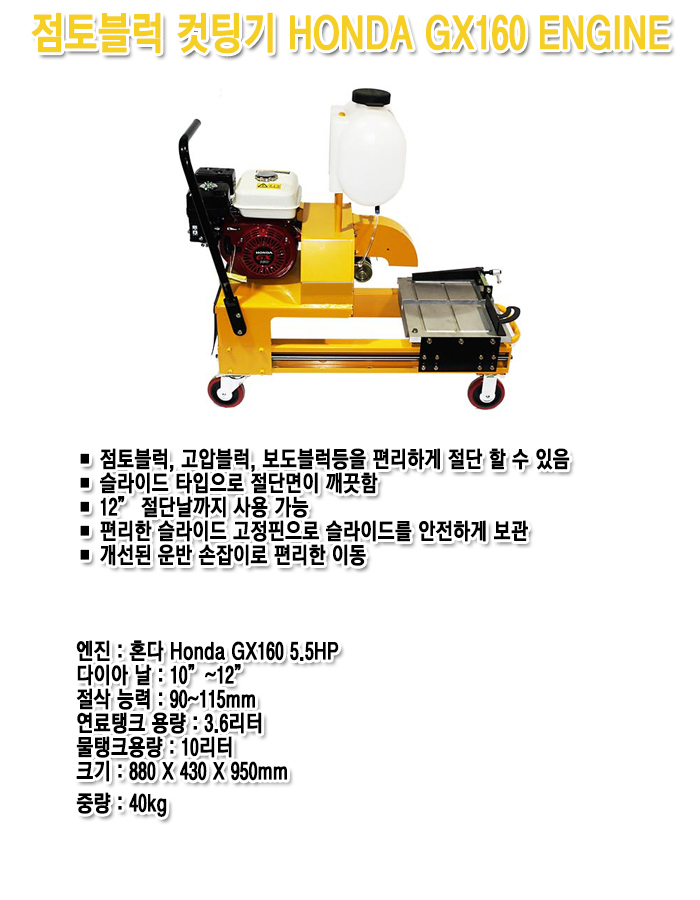 점토블럭 컷팅기 HONDA GX160 ENGINE
HONDA
GX
■ 점토블럭, 고압블럭, 보도블럭등을 편리하게 절단 할 수 있음
■ 슬라이드 타입으로 절단면이 깨끗함
■ 12” 절단날까지 사용 가능
■ 편리한 슬라이드 고정핀으로 슬라이드를 안전하게 보관
■ 개선된 운반 손잡이로 편리한 이동
엔진 : 혼다 Honda GX160 5.5HP
다이아 날 : 10” ~12”
절삭 능력 : 90~115mm
연료탱크 용량 : 3.6리터
물탱크용량 : 10리터
크기 : 880 X 430 X 950mm
중량 : 40kg